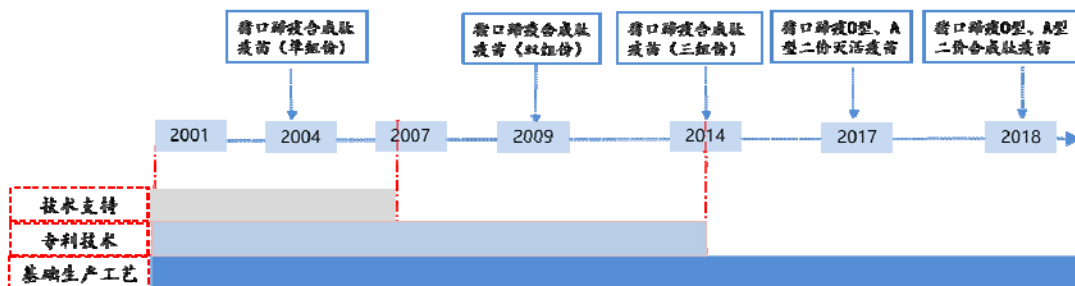 猪口蹄疫合成肽
疫苗（单组份）
猪口蹄疫合成肽
疫苗（双组份）
猪口蹄疫合成肽
疫苗（三组份）
猪口蹄疫O型、A
型二价灭活疫苗
猪口蹄疫O型、A型
二价合成肽疫苗
2001
2004
2007
2009
2014
2017
2018
技术支持
专利技术
基础生产工艺